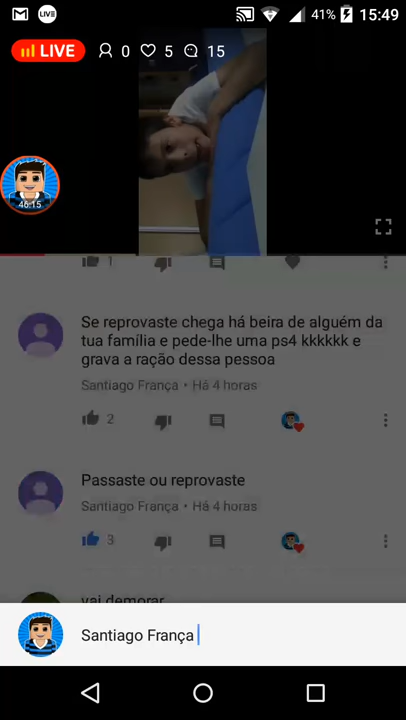 LIVE
41% 15:49
LIVE 0 5 15
46:15
1
Se reprovaste chega há beira de alguém da
tua família e pede-lhe uma ps4 kkkkkk e
grava a ração dessa pessoa
Santiago França • Há 4 horas
2
Passaste ou reprovaste
Santiago França • Há 4 horas
3
vai demorar
Santiago França